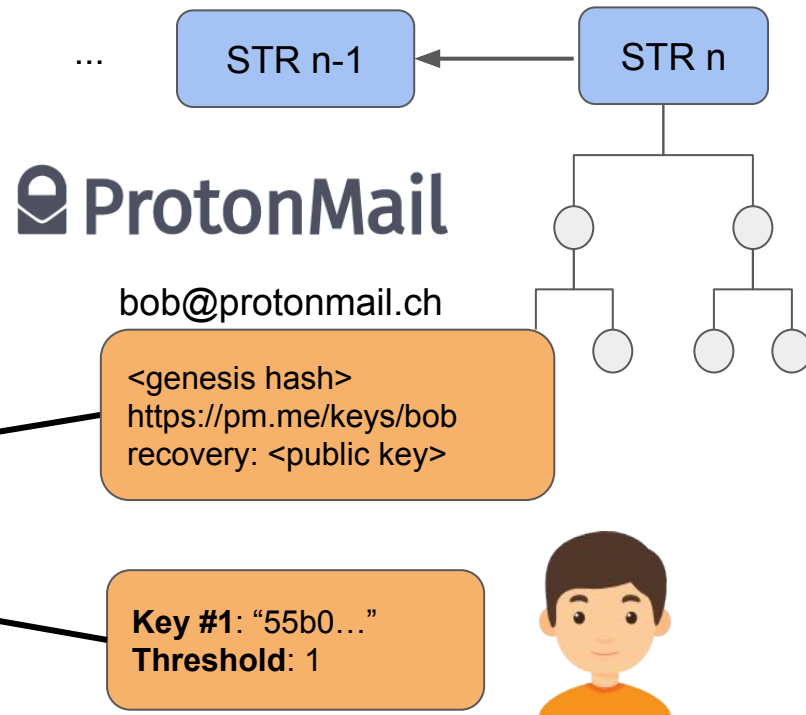 ...
STR n-1
STR n
ProtonMail
bob@protonmail.ch
<genesis hash>
https://pm.me/keys/bob
recovery: <public key>
Key #1: “55b0…”
Threshold: 1